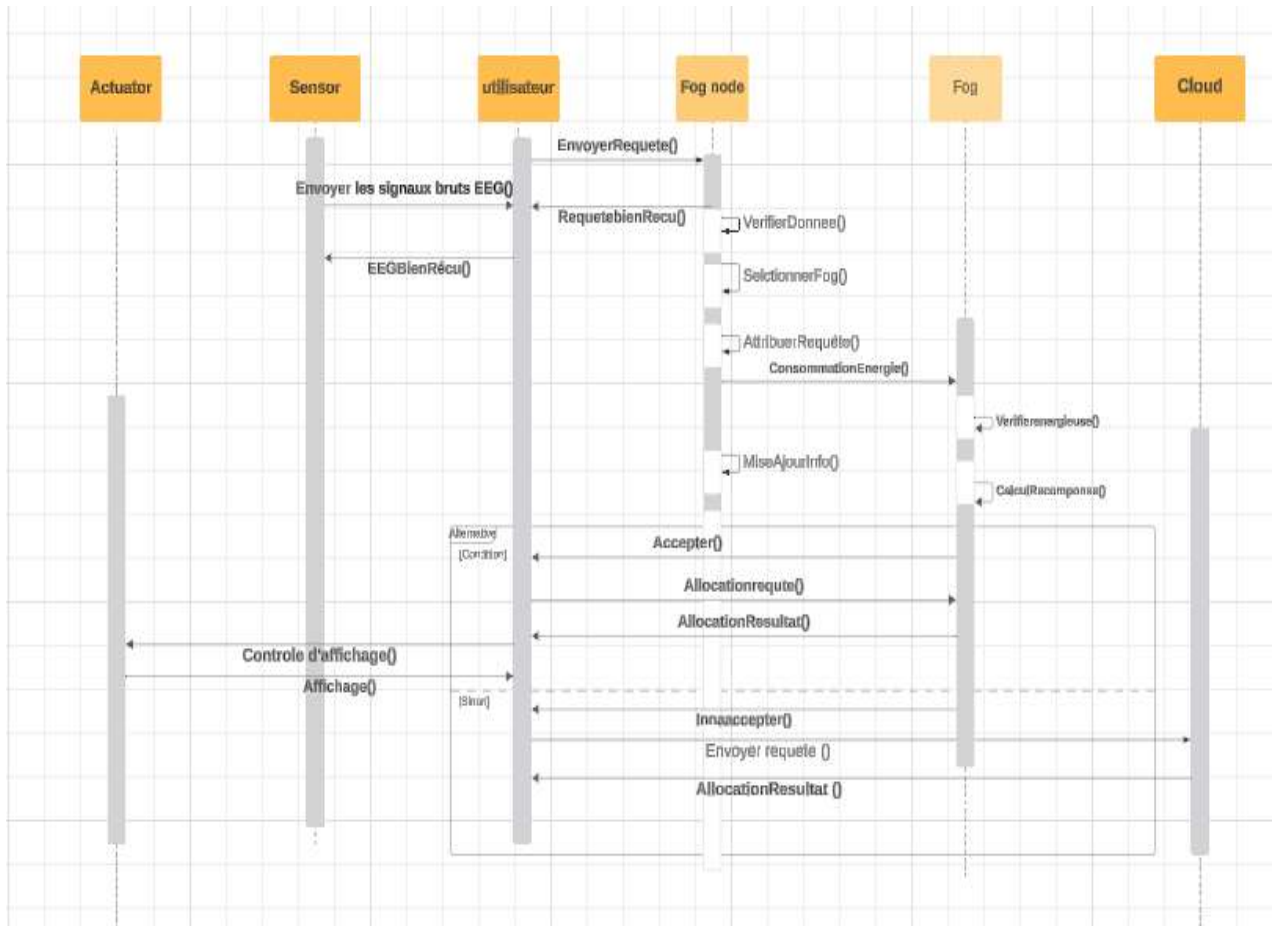 Actuator
Sensor
utilisateur
Fog node
Fog
Cloud
EnvoyerRequete()
Envoyer les signaux bruts EEG()
RequetebienRecu()
VerifierDonnee()
EEGBienRécu()
SelctionnerFog()
AttribuerRequête()
ConsommationEnergie()
Verifierenergieuse()
MiseAjourInfo()
CalculRecompense()
Alternative
[Condition]
Accepter()
Allocationrequte()
AllocationResultat()
Controle d'affichage()
Affichage()
[Sinon]
Innaaccepter()
Envoyer requete ()
AllocationResultat ()